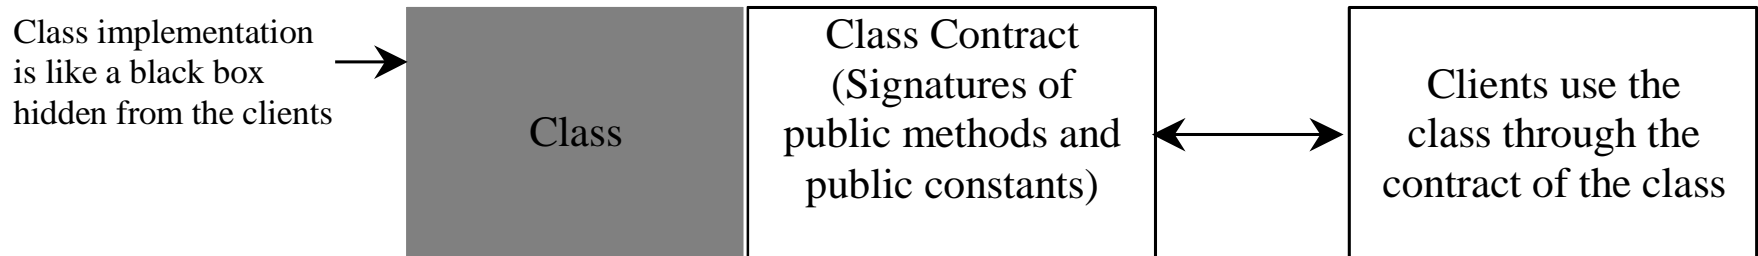 Class implementation
is like a black box
hidden from the clients
Class
Class Contract
(Signatures of
public methods and
public constants)
Clients use the
class through the
contract of the class